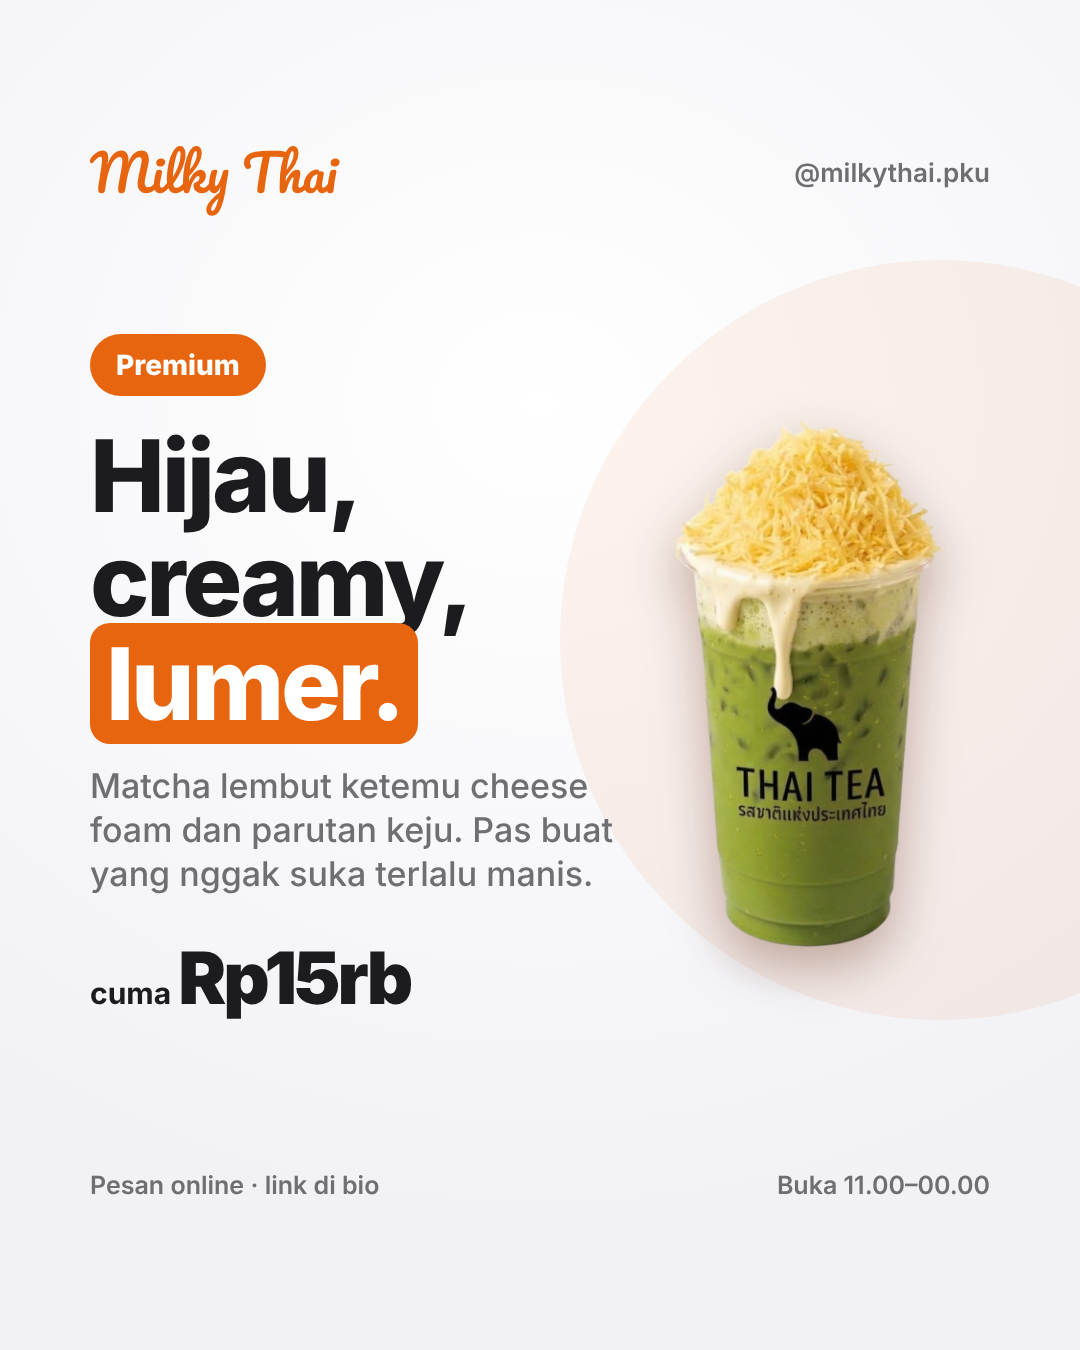 Milky Thai
@milkythai.pku
Premium
Hijau,
creamy,
lumer.
Matcha lembut ketemu cheese
foam dan parutan keju. Pas buat
yang nggak suka terlalu manis.
cuma Rp15rb
THAI TEA
รสชาติแห่งประเทศไทย
Pesan online · link di bio
Buka 11.00–00.00